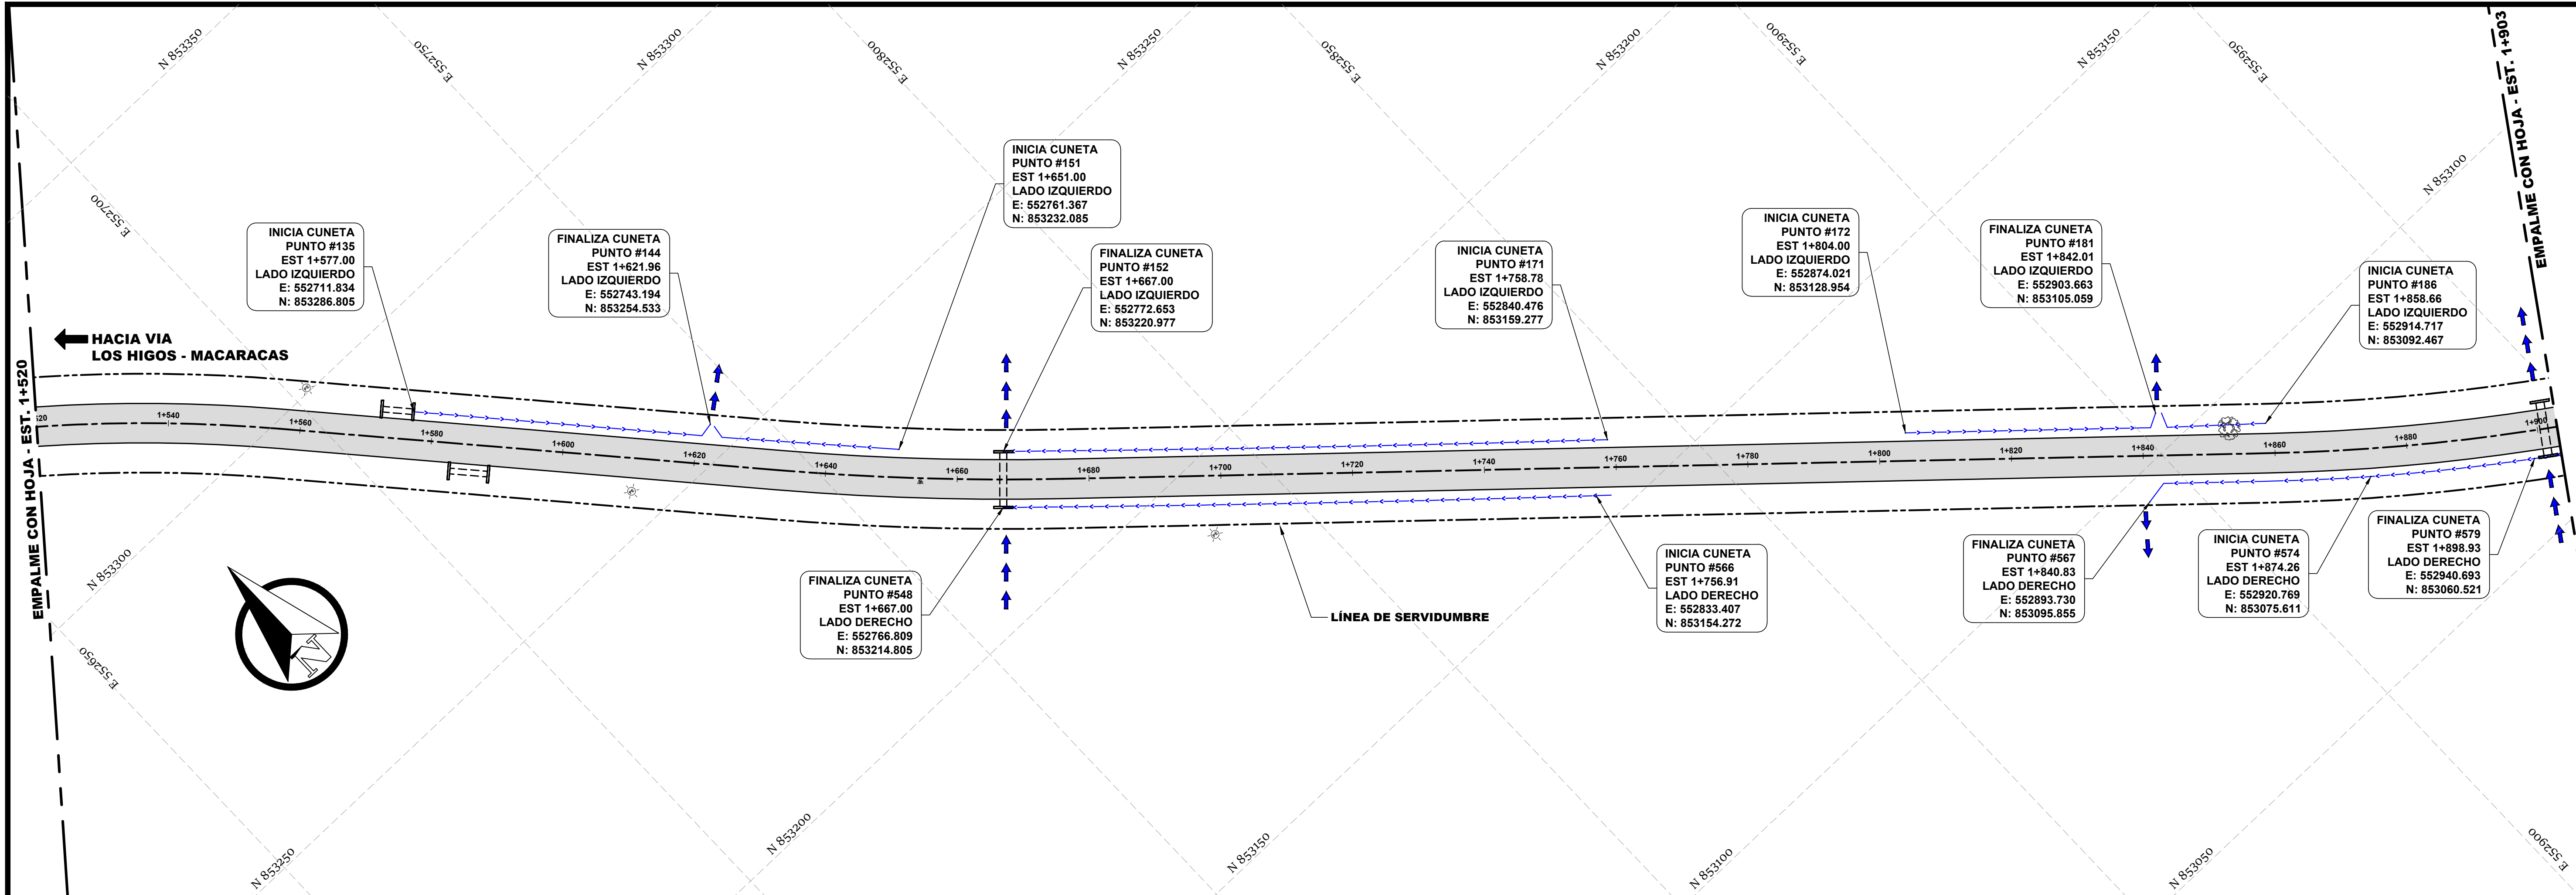 N 853350
E 552750
N 853300
E 552800
N 853250
E 552850
N 853200
E 552900
N 853150
E 552950
EMPALME CON HOJA - EST. 1+903
N 853100
E 552700
INICIA CUNETA
PUNTO #135
EST 1+577.00
LADO IZQUIERDO
E: 552711.834
N: 853286.805
FINALIZA CUNETA
PUNTO #144
EST 1+621.96
LADO IZQUIERDO
E: 552743.194
N: 853254.533
INICIA CUNETA
PUNTO #151
EST 1+651.00
LADO IZQUIERDO
E: 552761.367
N: 853232.085
FINALIZA CUNETA
PUNTO #152
EST 1+667.00
LADO IZQUIERDO
E: 552772.653
N: 853220.977
INICIA CUNETA
PUNTO #171
EST 1+758.78
LADO IZQUIERDO
E: 552840.476
N: 853159.277
INICIA CUNETA
PUNTO #172
EST 1+804.00
LADO IZQUIERDO
E: 552874.021
N: 853128.954
FINALIZA CUNETA
PUNTO #181
EST 1+842.01
LADO IZQUIERDO
E: 552903.663
N: 853105.059
INICIA CUNETA
PUNTO #186
EST 1+858.66
LADO IZQUIERDO
E: 552914.717
N: 853092.467
HACIA VIA
LOS HIGOS - MACARACAS
EMPALME CON HOJA - EST. 1+520
520
1+540
1+560
1+580
1+600
1+620
1+640
1+660
1+680
1+700
1+720
1+740
1+760
1+780
1+800
1+820
1+840
1+860
1+880
1+900
N 853300
E 552650
N
FINALIZA CUNETA
PUNTO #548
EST 1+667.00
LADO DERECHO
E: 552766.809
N: 853214.805
LÍNEA DE SERVIDUMBRE
INICIA CUNETA
PUNTO #566
EST 1+756.91
LADO DERECHO
E: 552833.407
N: 853154.272
FINALIZA CUNETA
PUNTO #567
EST 1+840.83
LADO DERECHO
E: 552893.730
N: 853095.855
INICIA CUNETA
PUNTO #574
EST 1+874.26
LADO DERECHO
E: 552920.769
N: 853075.611
FINALIZA CUNETA
PUNTO #579
EST 1+898.93
LADO DERECHO
E: 552940.693
N: 853060.521
N 853250
N 853200
N 853150
N 853100
N 853050
E 552900